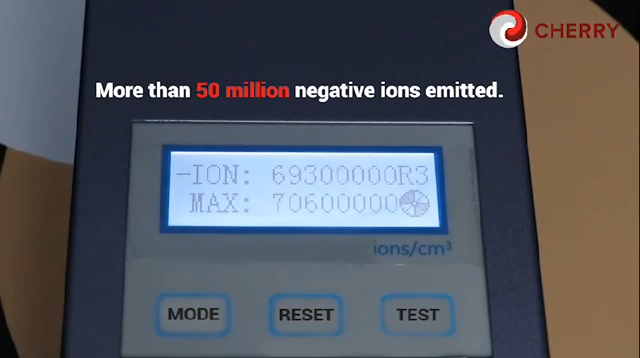 CHERRY
More than 50 million negative ions emitted.
-ION: 69300000R3
MAX: 70600000
ions/cm³
MODE RESET TEST